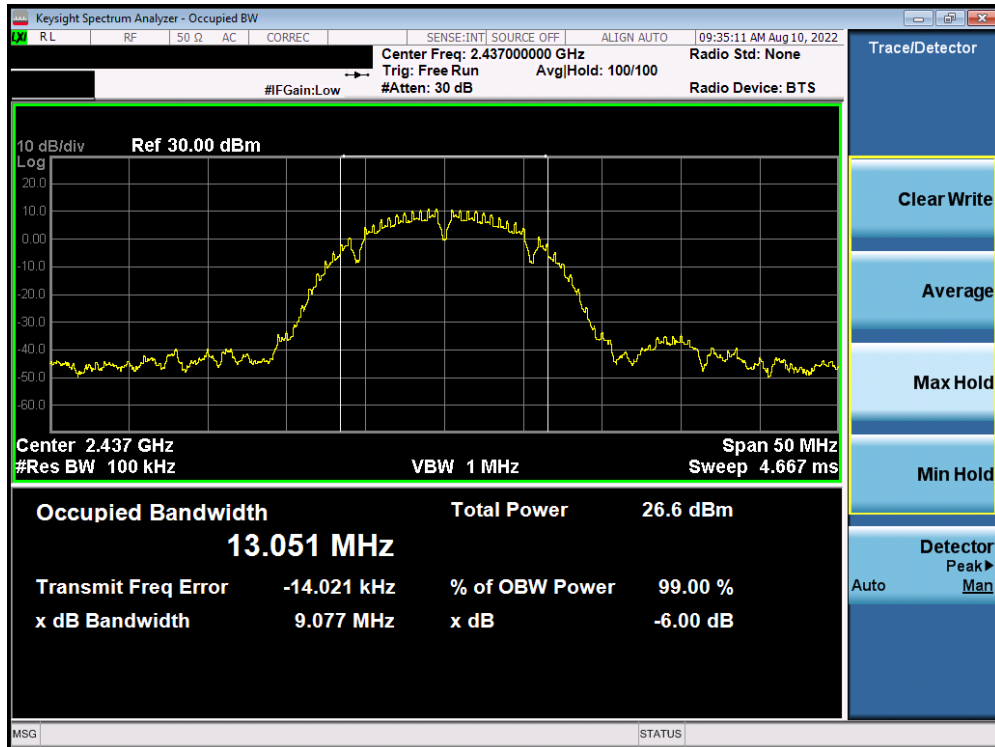 Keysight Spectrum Analyzer - Occupied BW
LXI RL RF 50 Ω AC CORREC SENSE:INT SOURCE OFF ALIGN AUTO 09:35:11 AM Aug 10, 2022
Center Freq: 2.437000000 GHz Radio Std: None
Trig: Free Run Avg|Hold: 100/100
#IFGain:Low #Atten: 30 dB Radio Device: BTS
10 dB/div Ref 30.00 dBm
Log
20.0
10.0
0.00
-10.0
-20.0
-30.0
-40.0
-50.0
-60.0
Center 2.437 GHz Span 50 MHz
#Res BW 100 kHz VBW 1 MHz Sweep 4.667 ms
Occupied Bandwidth Total Power 26.6 dBm
13.051 MHz
Transmit Freq Error -14.021 kHz % of OBW Power 99.00 %
x dB Bandwidth 9.077 MHz x dB -6.00 dB
MSG STATUS
Trace/Detector
Clear Write
Average
Max Hold
Min Hold
Detector
Peak▶
Auto Man